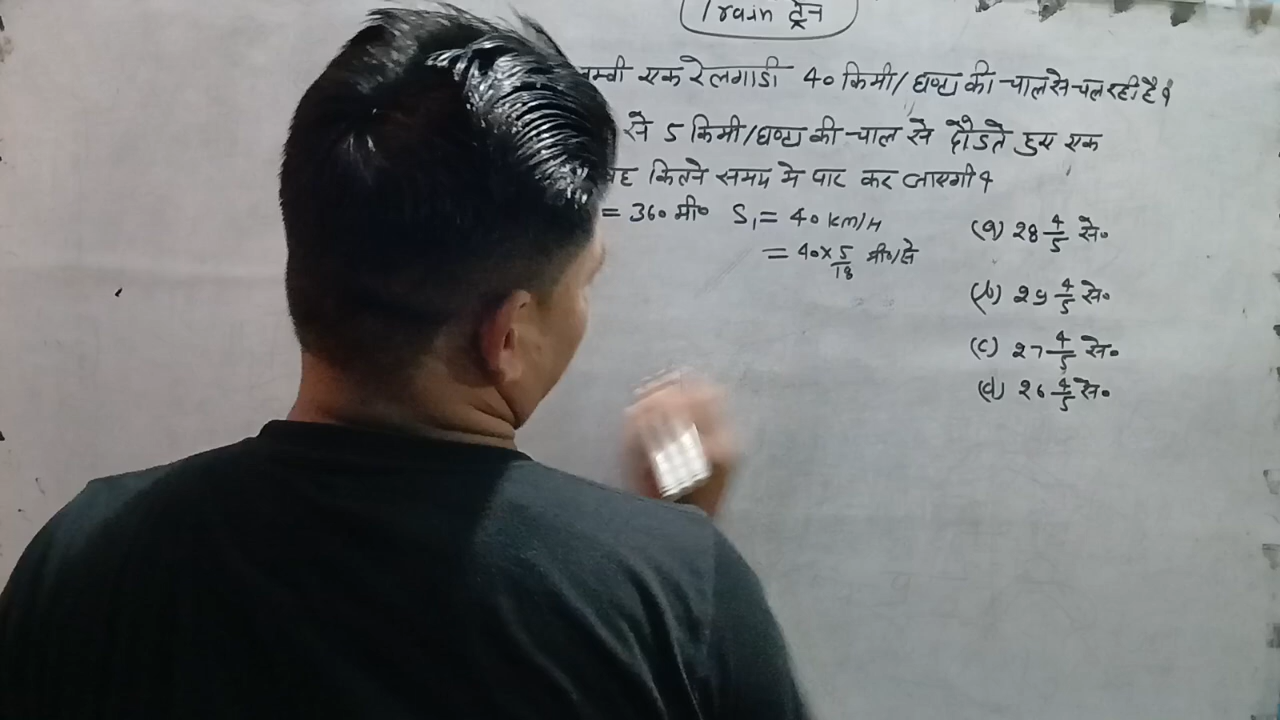 Train ट्रेन
लम्बी एक रेलगाडी 40 किमी/घण्टा की चाल से चल रही है।
से 5 किमी/घण्टा की चाल से दौडते हुए एक
वह कितने समय मे पार कर जाएगी?
= 360 मी० S₁ = 40 km/H
= 40 × 5/18 मी०/से
(a) 28 4/5 से०
(b) 29 4/5 से०
(c) 27 4/5 से०
(d) 26 4/5 से०